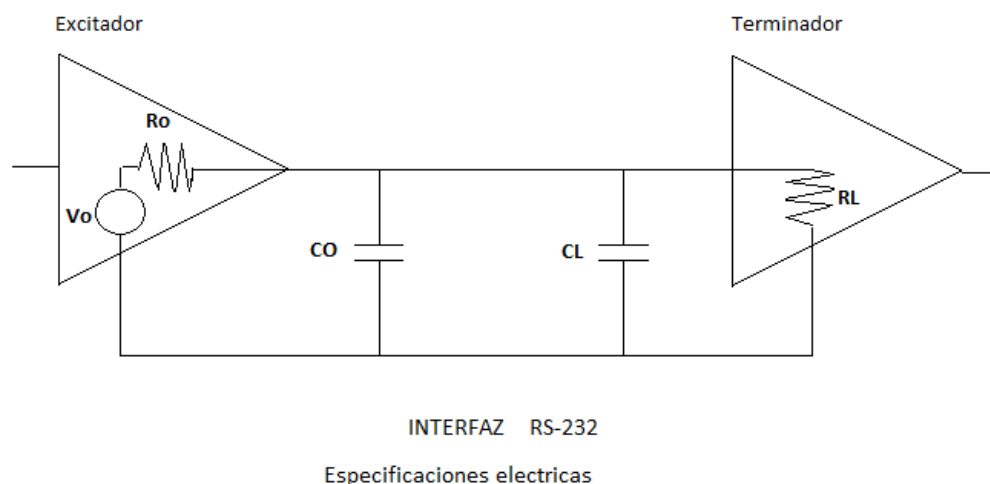 Excitador
Terminador
Ro
Vo
RL
CO
CL
INTERFAZ RS-232
Especificaciones electricas